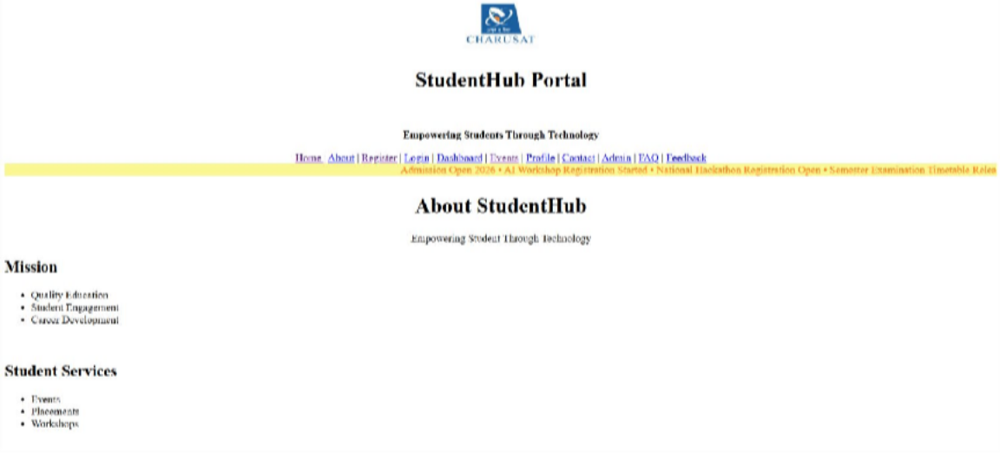 CHARUSAT
StudentHub Portal
Empowering Students Through Technology
Home About | Register | Login | Dashboard | Events | Profile | Contact | Admin | FAQ | Feedback
Admission Open 2026 • AI Workshop Registration Started • National Hackathon Registration Open • Semester Examination Timetable Relea
About StudentHub
Empowering Student Through Technology
Mission
• Quality Education
• Student Engagement
• Career Development
Student Services
• Events
• Placements
• Workshops